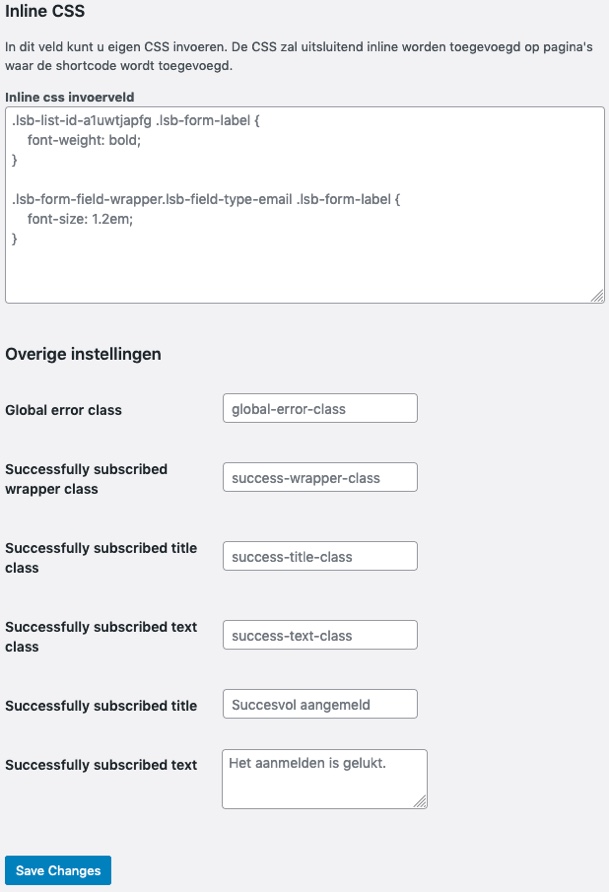 Inline CSS
In dit veld kunt u eigen CSS invoeren. De CSS zal uitsluitend inline worden toegevoegd op pagina's
waar de shortcode wordt toegevoegd.
Inline css invoerveld
.lsb-list-id-a1uwtjapfg .lsb-form-label {
    font-weight: bold;
}

.lsb-form-field-wrapper.lsb-field-type-email .lsb-form-label {
    font-size: 1.2em;
}
Overige instellingen
Global error class
global-error-class
Successfully subscribed
wrapper class
success-wrapper-class
Successfully subscribed title
class
success-title-class
Successfully subscribed text
class
success-text-class
Successfully subscribed title
Succesvol aangemeld
Successfully subscribed text
Het aanmelden is gelukt.
Save Changes